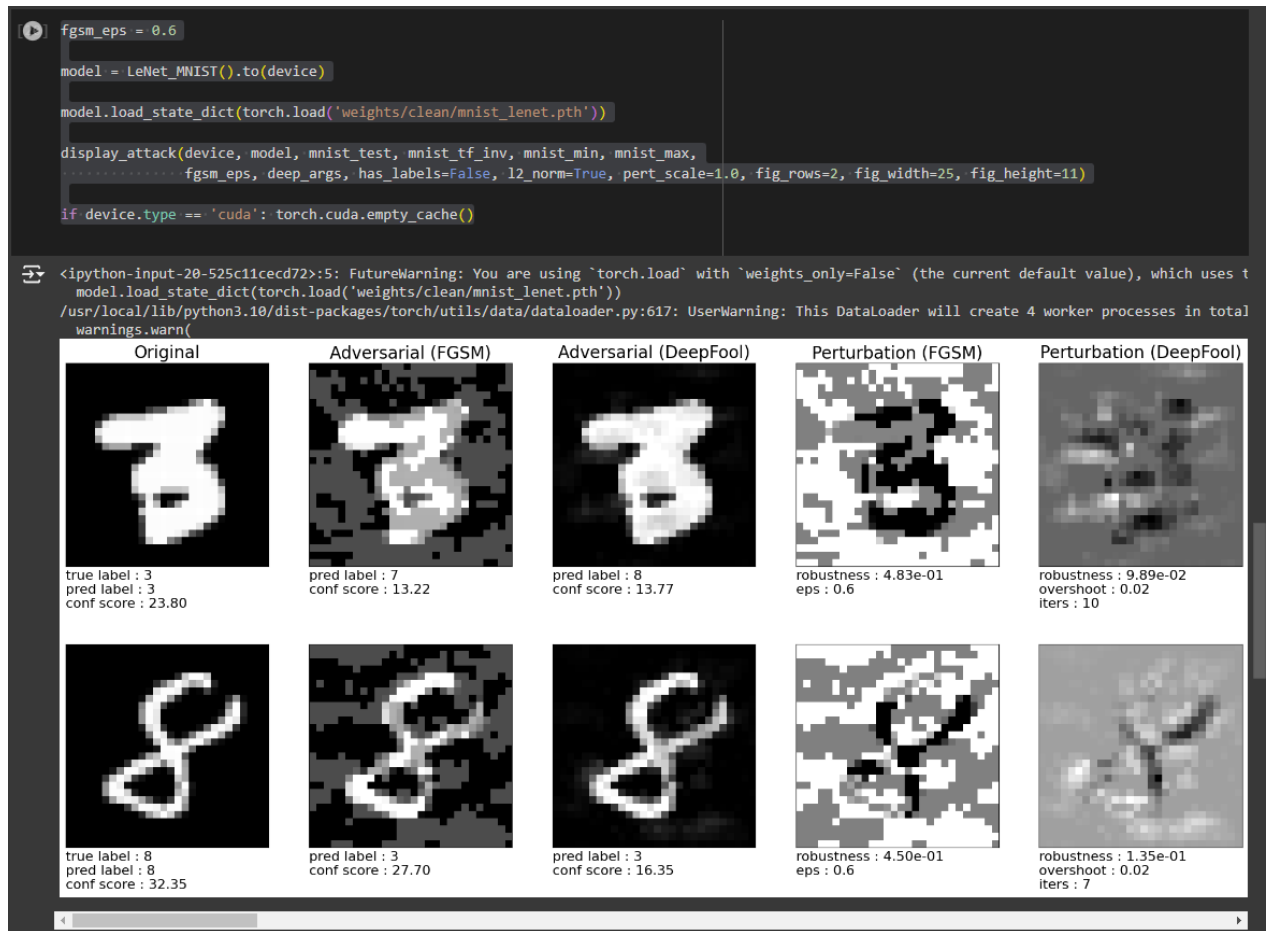 fgsm_eps = 0.6
model = LeNet_MNIST().to(device)
model.load_state_dict(torch.load('weights/clean/mnist_lenet.pth'))
display_attack(device, model, mnist_test, mnist_tf_inv, mnist_min, mnist_max,
fgsm_eps, deep_args, has_labels=False, l2_norm=True, pert_scale=1.0, fig_rows=2, fig_width=25, fig_height=11)
if device.type == 'cuda': torch.cuda.empty_cache()
<ipython-input-20-525c11cecd72>:5: FutureWarning: You are using `torch.load` with `weights_only=False` (the current default value), which uses t
model.load_state_dict(torch.load('weights/clean/mnist_lenet.pth'))
/usr/local/lib/python3.10/dist-packages/torch/utils/data/dataloader.py:617: UserWarning: This DataLoader will create 4 worker processes in total
warnings.warn(
Original Adversarial (FGSM) Adversarial (DeepFool) Perturbation (FGSM) Perturbation (DeepFool)
true label : 3 pred label : 7 pred label : 8 robustness : 4.83e-01 robustness : 9.89e-02
pred label : 3 conf score : 13.22 conf score : 13.77 eps : 0.6 overshoot : 0.02
conf score : 23.80 iters : 10
true label : 8 pred label : 3 pred label : 3 robustness : 4.50e-01 robustness : 1.35e-01
pred label : 8 conf score : 27.70 conf score : 16.35 eps : 0.6 overshoot : 0.02
conf score : 32.35 iters : 7